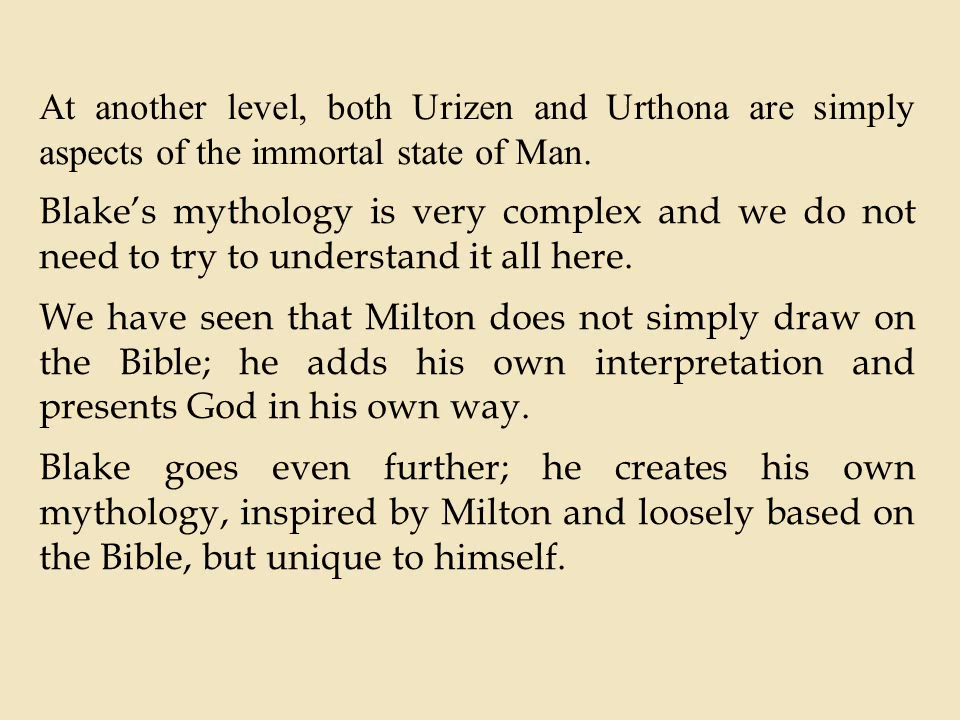 At another level, both Urizen and Urthona are simply
aspects of the immortal state of Man.
Blake’s mythology is very complex and we do not
need to try to understand it all here.
We have seen that Milton does not simply draw on
the Bible; he adds his own interpretation and
presents God in his own way.
Blake goes even further; he creates his own
mythology, inspired by Milton and loosely based on
the Bible, but unique to himself.